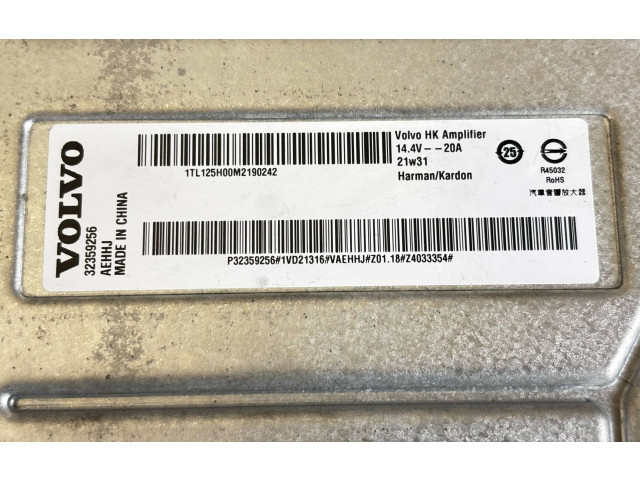 VOLVO
32359256
AEHHJ
MADE IN CHINA
1TL125H00M2190242
Volvo HK Amplifier
14.4V- -20A
21w31
Harman/Kardon
25
R45032
RoHS
汽車音響放大器
P32359256#1VD21316#VAEHHJ#Z01.18#Z4033354#